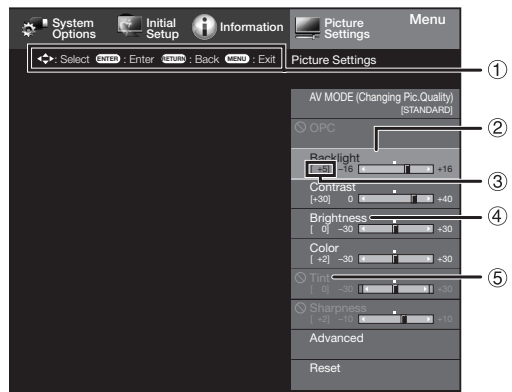 System Options
Initial Setup
Information
Picture Settings
Menu
: Select ENTER : Enter RETURN : Back MENU : Exit
Picture Settings
①
AV MODE (Changing Pic.Quality)
[STANDARD]
OPC
②
Backlight
[ +5] –16 +16
③
Contrast
[+30] 0 +40
Brightness
④
[ 0] –30 +30
Color
[ +2] –30 +30
Tint
⑤
[ 0] –30 +30
Sharpness
[ +2] –10 +10
Advanced
Reset